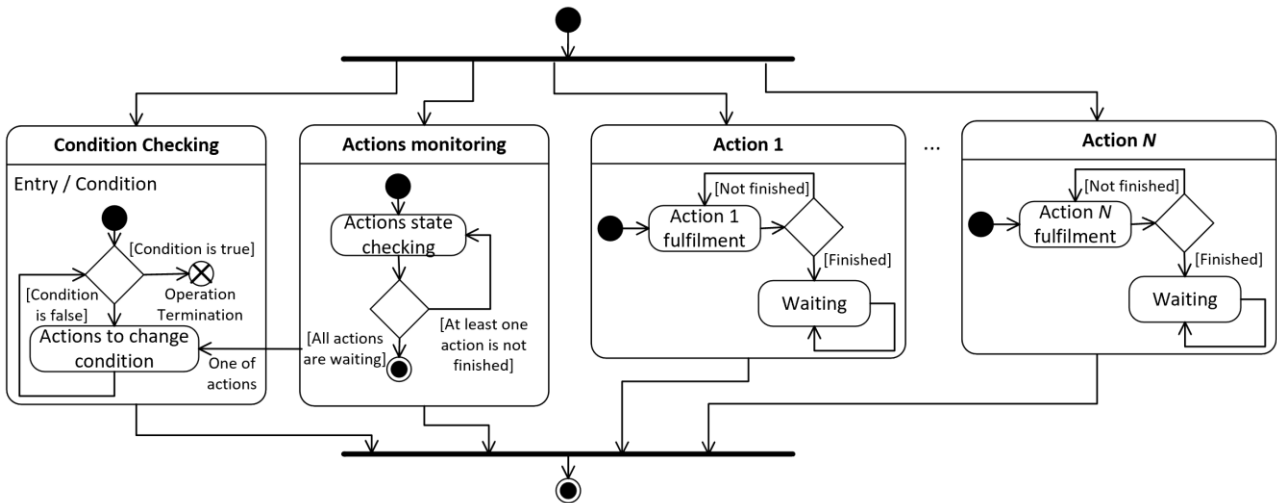 Condition Checking
Entry / Condition
[Condition is true]
Operation
Termination
[Condition
is false]
Actions to change
condition
One of
actions
Actions monitoring
Actions state
checking
[All actions
are waiting]
[At least one
action is not
finished]
Action 1
[Not finished]
Action 1
fulfilment
[Finished]
Waiting
...
Action N
[Not finished]
Action N
fulfilment
[Finished]
Waiting